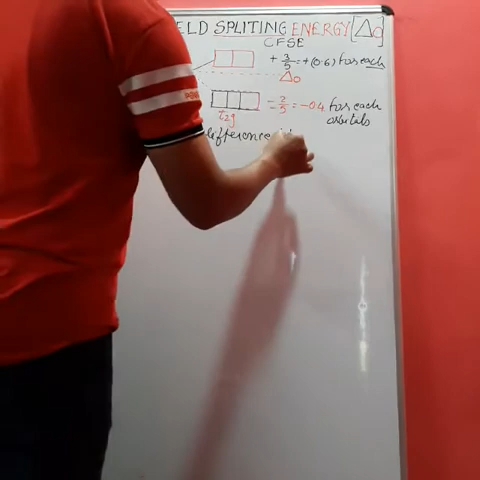 ELD SPLITING ENERGY [Δo]
CFSE
+ 3/5 = +(0.6) for each
Δo
= 2/5 = -0.4 for each
t2g orbitals
difference